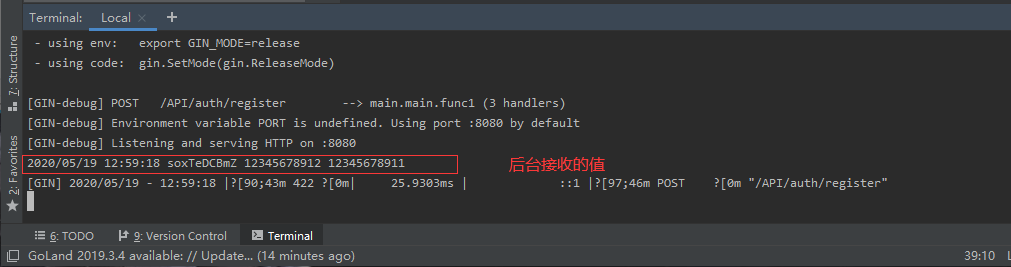 Terminal: Local +
- using env: export GIN_MODE=release
- using code: gin.SetMode(gin.ReleaseMode)
[GIN-debug] POST /API/auth/register --> main.main.func1 (3 handlers)
[GIN-debug] Environment variable PORT is undefined. Using port :8080 by default
[GIN-debug] Listening and serving HTTP on :8080
2020/05/19 12:59:18 soxTeDCBmZ 12345678912 12345678911
后台接收的值
[GIN] 2020/05/19 - 12:59:18 |?[90;43m 422 ?[0m| 25.9303ms | ::1 |?[97;46m POST ?[0m "/API/auth/register"
7: Structure
2: Favorites
6: TODO 9: Version Control Terminal
GoLand 2019.3.4 available: // Update... (14 minutes ago) 39:10